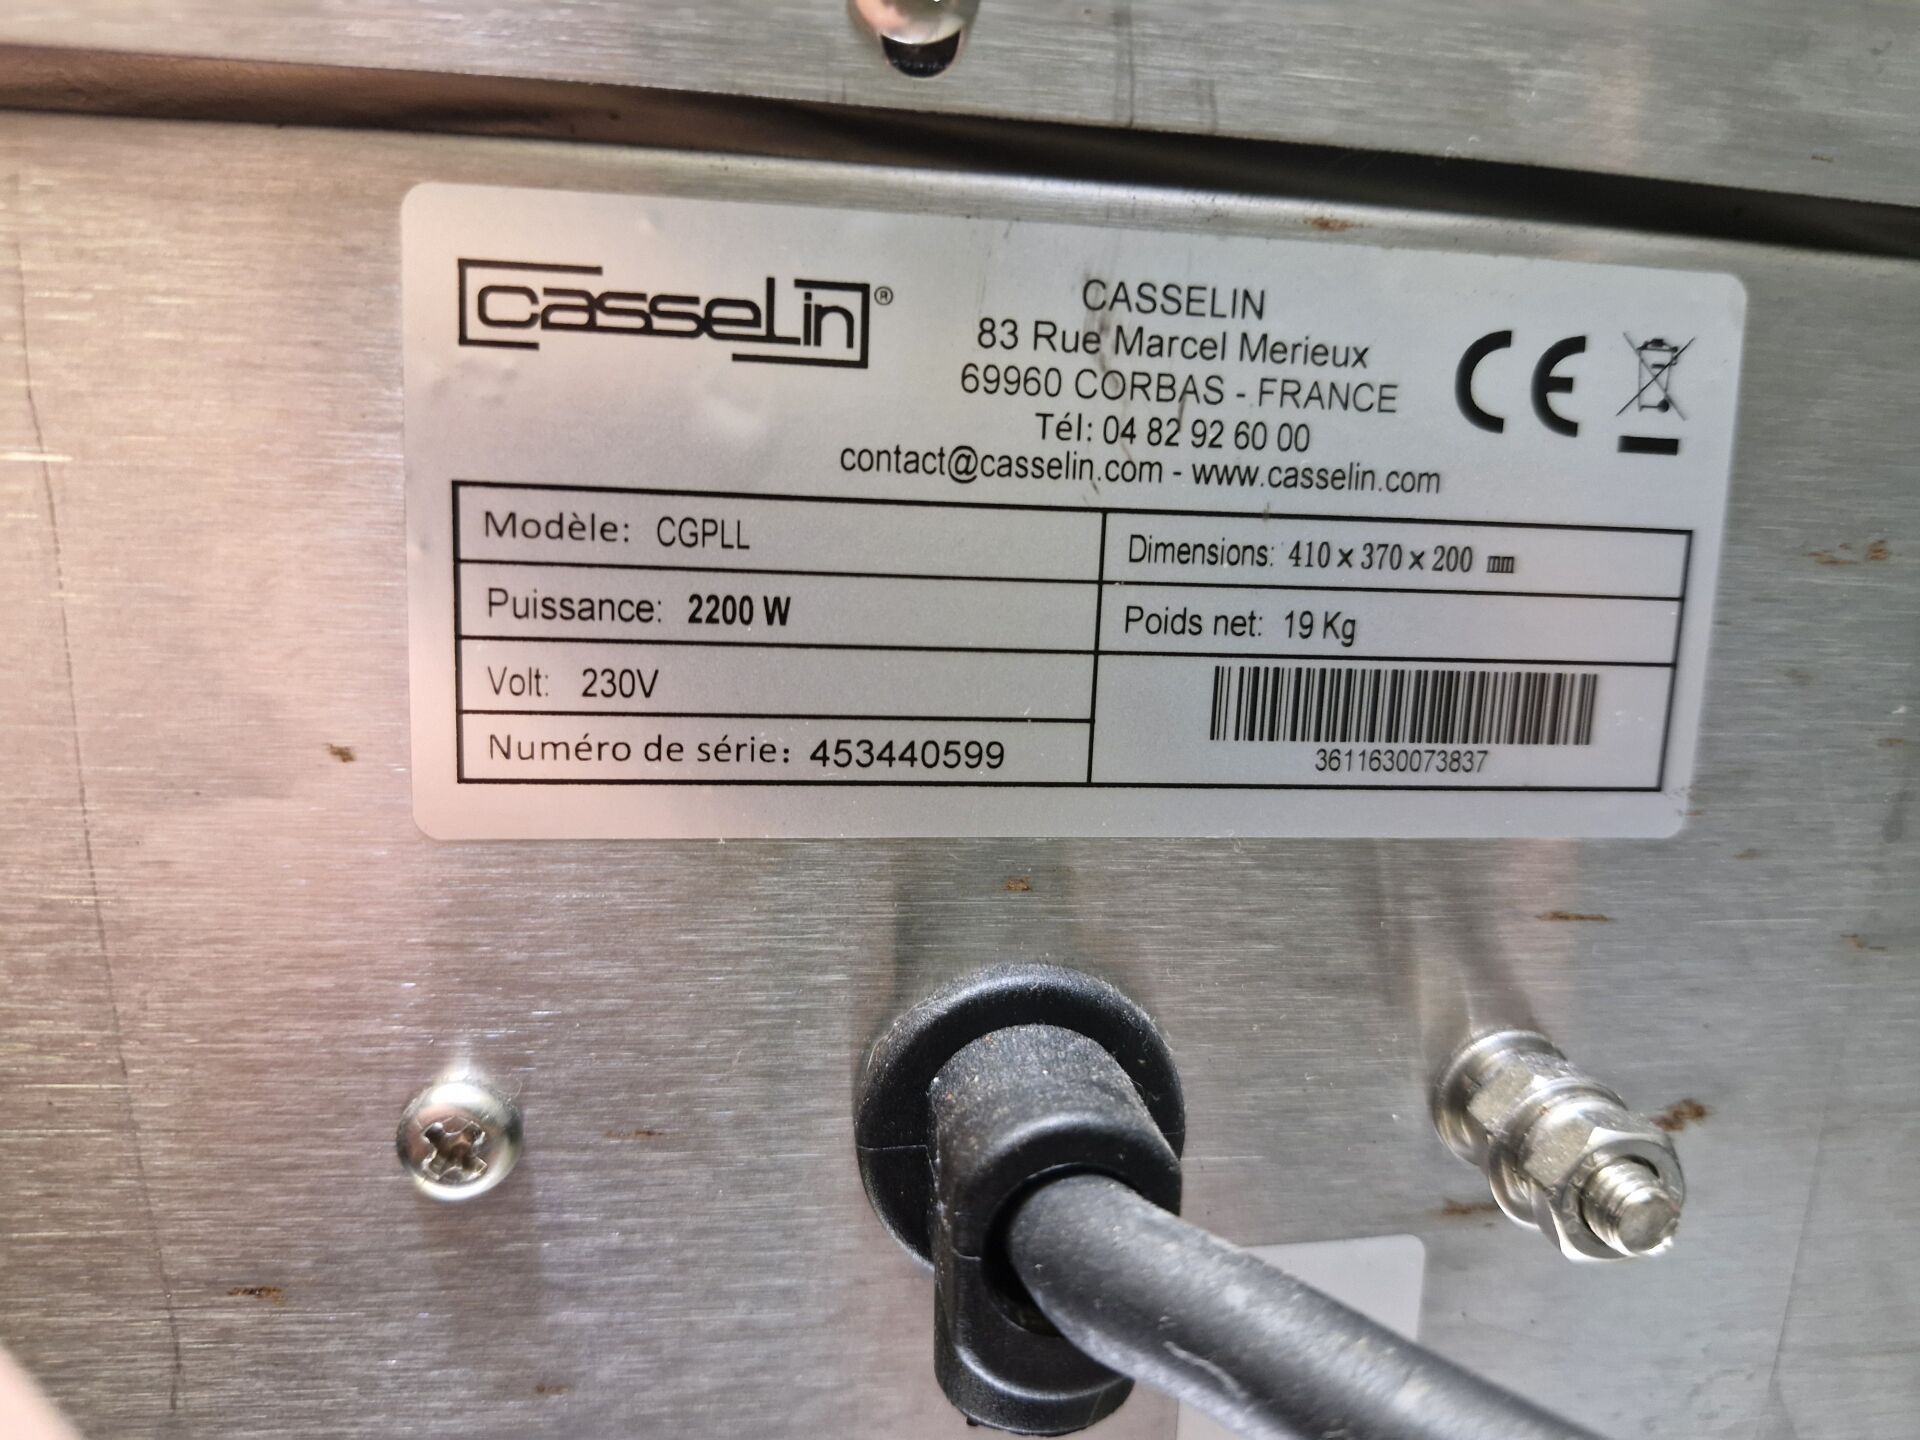 casselin®
CASSELIN
83 Rue Marcel Merieux
69960 CORBAS - FRANCE
Tél: 04 82 92 60 00
contact@casselin.com - www.casselin.com
CE
Modèle: CGPLL
Dimensions: 410 × 370 × 200 mm
Puissance: 2200 W
Poids net: 19 Kg
Volt: 230V
Numéro de série: 453440599
3611630073837